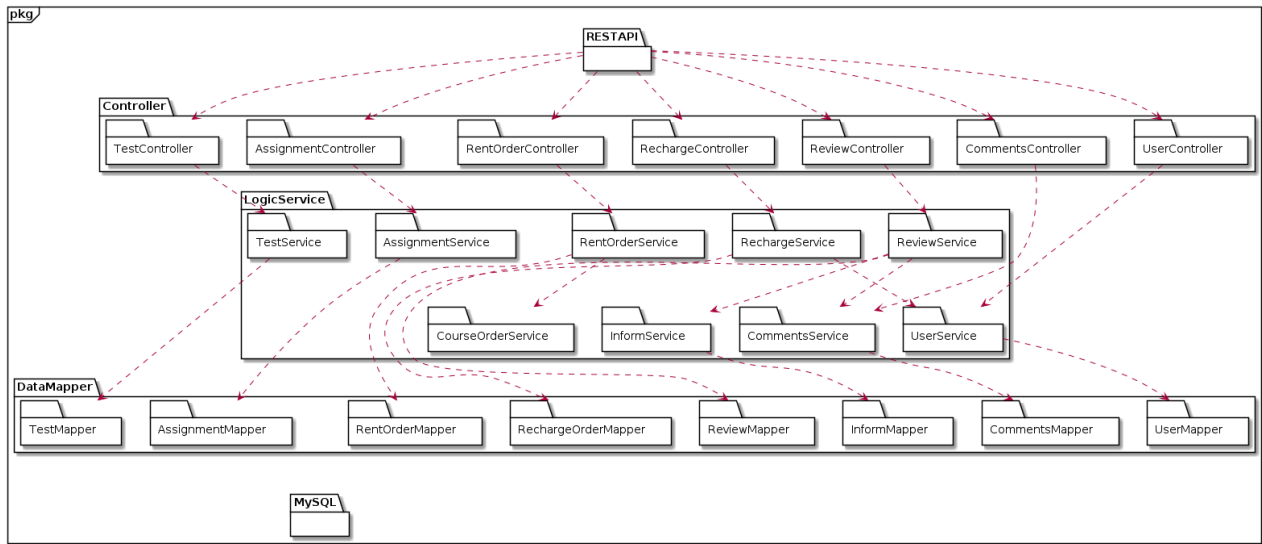 pkg
RESTAPI
Controller
TestController
AssignmentController
RentOrderController
RechargeController
ReviewController
CommentsController
UserController
LogicService
TestService
AssignmentService
RentOrderService
RechargeService
ReviewService
CourseOrderService
InformService
CommentsService
UserService
DataMapper
TestMapper
AssignmentMapper
RentOrderMapper
RechargeOrderMapper
ReviewMapper
InformMapper
CommentsMapper
UserMapper
MySQL